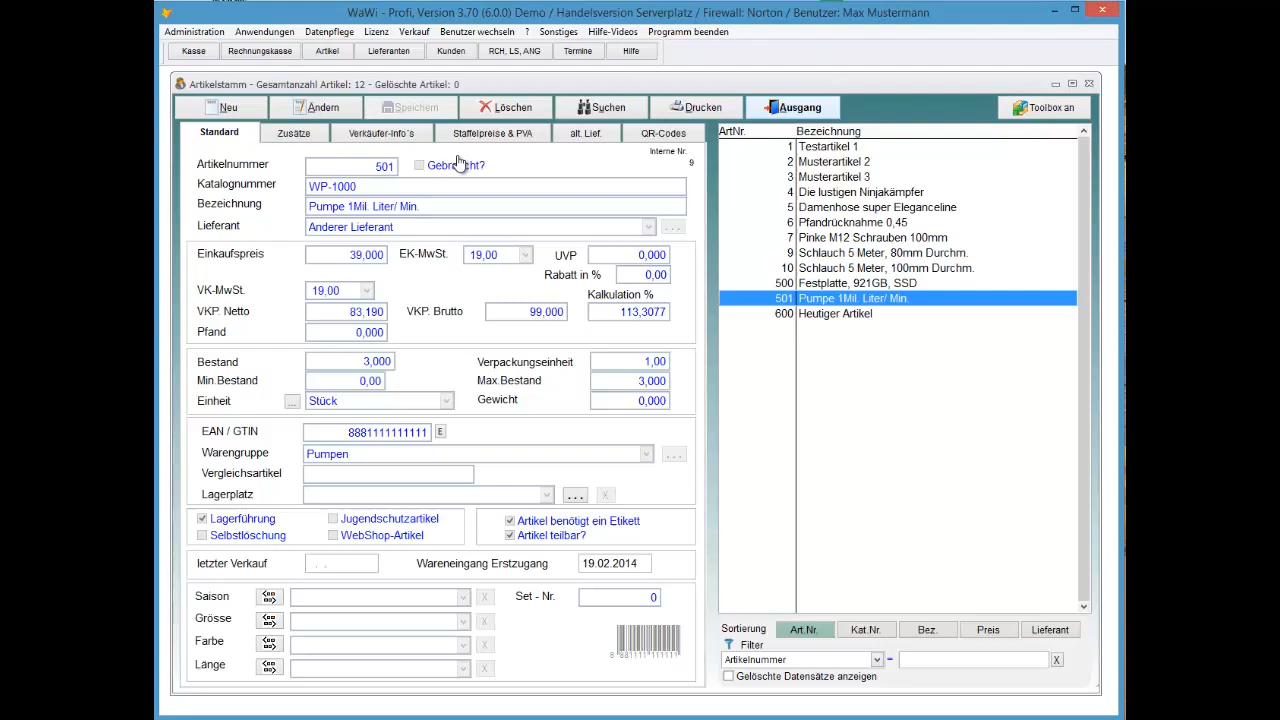 WaWi - Profi, Version 3.70 (6.0.0) Demo / Handelsversion Serverplatz / Firewall: Norton / Benutzer: Max Mustermann
Administration Anwendungen Datenpflege Lizenz Verkauf Benutzer wechseln ? Sonstiges Hilfe-Videos Programm beenden
Kasse Rechnungskasse Artikel Lieferanten Kunden RCH, LS, ANG Termine Hilfe
Artikelstamm - Gesamtanzahl Artikel: 12 - Gelöschte Artikel: 0
Neu Ändern Speichern Löschen Suchen Drucken Ausgang Toolbox an
Standard Zusätze Verkäufer-Info´s Staffelpreise & PVA alt. Lief. QR-Codes
Interne Nr.
9
Artikelnummer 501
Katalognummer WP-1000
Bezeichnung Pumpe 1Mil. Liter/ Min.
Lieferant Anderer Lieferant ...
Einkaufspreis 39,000 EK-MwSt. 19,00 UVP 0,000
Rabatt in % 0,00
VK-MwSt. 19,00 Kalkulation %
VKP. Netto 83,190 VKP. Brutto 99,000 113,3077
Pfand 0,000
Bestand 3,000 Verpackungseinheit 1,00
Min.Bestand 0,00 Max.Bestand 3,000
Einheit ... Stück Gewicht 0,000
EAN / GTIN 8881111111111 E
Warengruppe Pumpen ...
Vergleichsartikel
Lagerplatz ... X
Lagerführung Jugendschutzartikel Artikel benötigt ein Etikett
Selbstlöschung WebShop-Artikel Artikel teilbar?
letzter Verkauf . . Wareneingang Erstzugang 19.02.2014
Saison X Set - Nr. 0
Grösse X
Farbe X
Länge X
8 881111 111111
ArtNr. Bezeichnung
1 Testartikel 1
2 Musterartikel 2
3 Musterartikel 3
4 Die lustigen Ninjakämpfer
5 Damenhose super Eleganceline
6 Pfandrücknahme 0,45
7 Pinke M12 Schrauben 100mm
9 Schlauch 5 Meter, 80mm Durchm.
10 Schlauch 5 Meter, 100mm Durchm.
500 Festplatte, 921GB, SSD
501 Pumpe 1Mil. Liter/ Min.
600 Heutiger Artikel
Sortierung Art.Nr. Kat.Nr. Bez. Preis Lieferant
Filter
Artikelnummer = X
Gelöschte Datensätze anzeigen